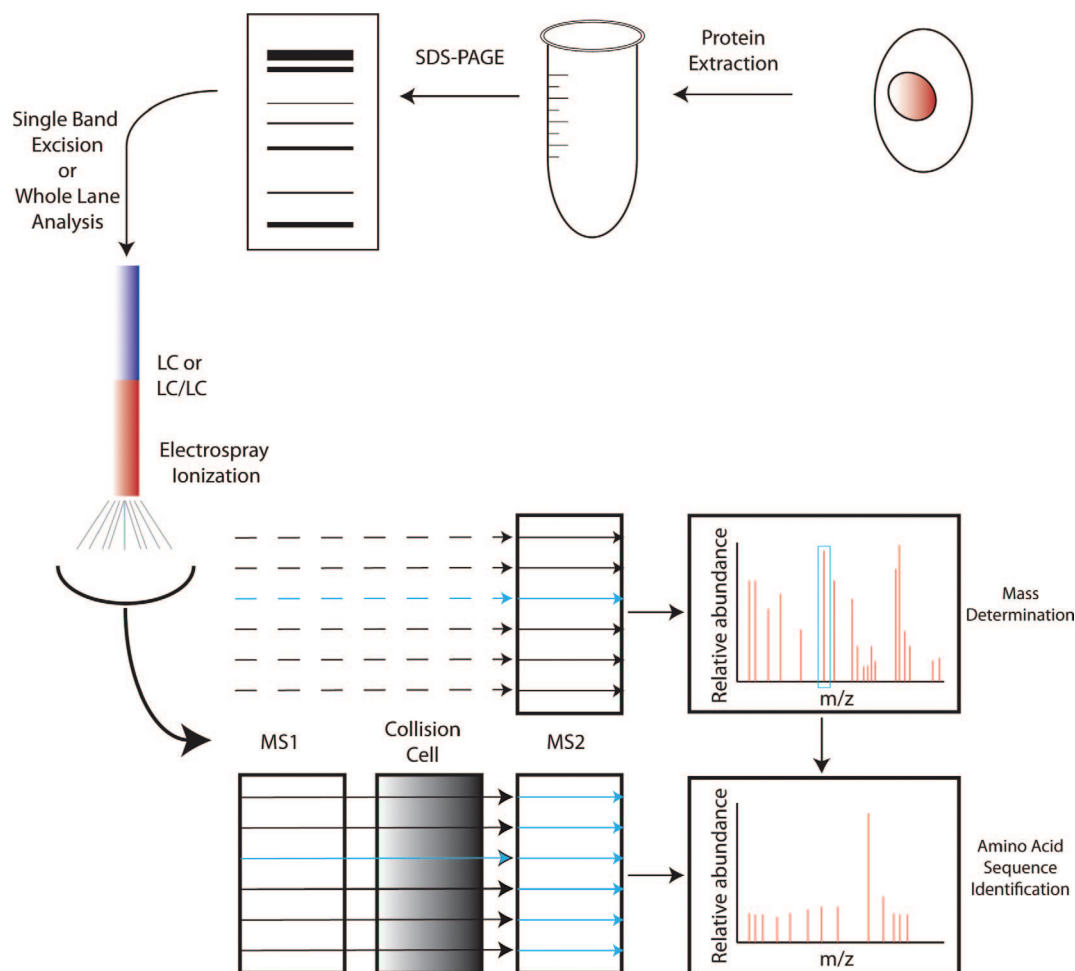 Protein
Extraction
SDS-PAGE
Single Band
Excision
or
Whole Lane
Analysis
LC or
LC/LC
Electrospray
Ionization
Relative abundance
m/z
Mass
Determination
MS1
Collision
Cell
MS2
Relative abundance
m/z
Amino Acid
Sequence
Identification